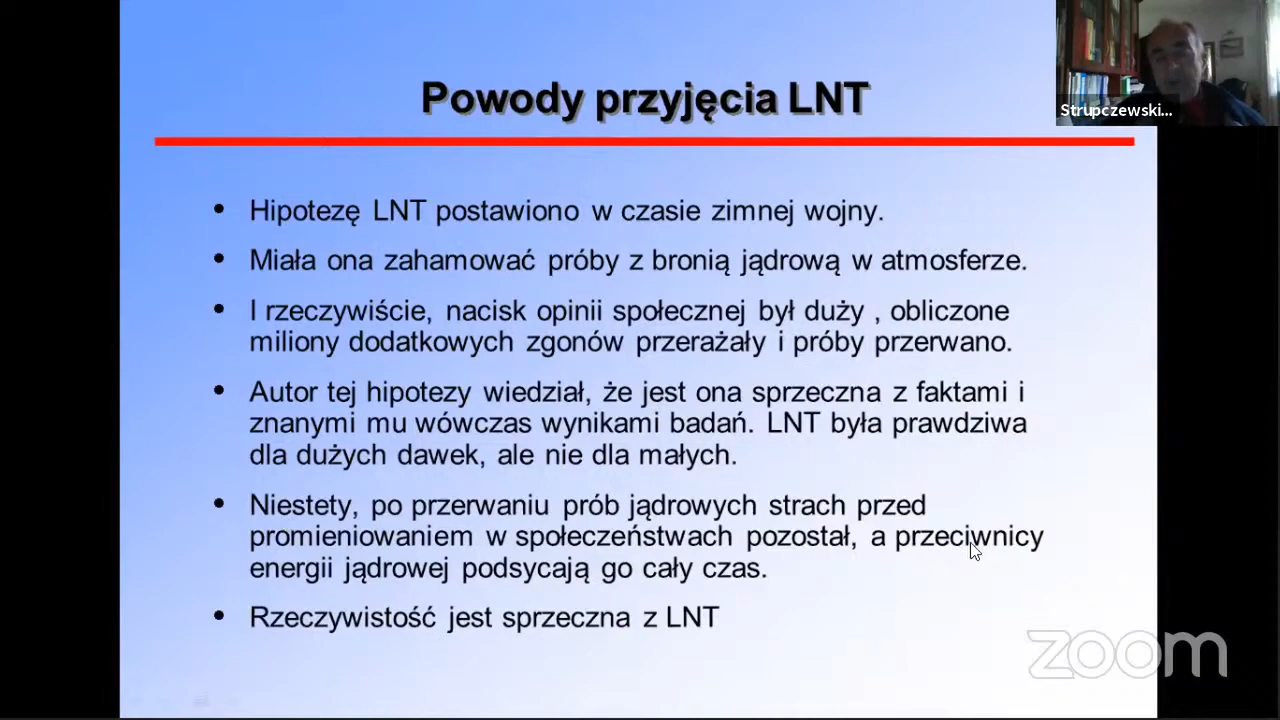 Powody przyjęcia LNT
Strupczewski...
• Hipotezę LNT postawiono w czasie zimnej wojny.
• Miała ona zahamować próby z bronią jądrową w atmosferze.
• I rzeczywiście, nacisk opinii społecznej był duży , obliczone
miliony dodatkowych zgonów przerażały i próby przerwano.
• Autor tej hipotezy wiedział, że jest ona sprzeczna z faktami i
znanymi mu wówczas wynikami badań. LNT była prawdziwa
dla dużych dawek, ale nie dla małych.
• Niestety, po przerwaniu prób jądrowych strach przed
promieniowaniem w społeczeństwach pozostał, a przeciwnicy
energii jądrowej podsycają go cały czas.
• Rzeczywistość jest sprzeczna z LNT
zoom